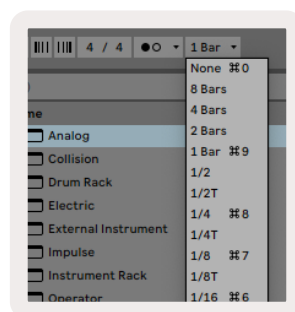 4 / 4 1 Bar
None ⌘0
8 Bars
4 Bars
2 Bars
1 Bar ⌘9
1/2
1/2T
1/4 ⌘8
1/4T
1/8 ⌘7
1/8T
1/16 ⌘6
me
Analog
Collision
Drum Rack
Electric
External Instrument
Impulse
Instrument Rack
Operator